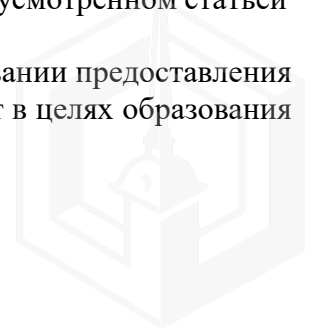 усмотренном статьей
вании предоставления
т в целях образования